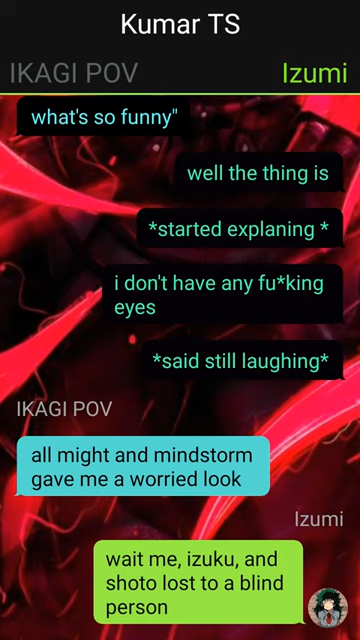 Kumar TS
IKAGI POV
Izumi
what's so funny"
well the thing is
*started explaning *
i don't have any fu*king
eyes
*said still laughing*
IKAGI POV
all might and mindstorm
gave me a worried look
Izumi
wait me, izuku, and
shoto lost to a blind
person